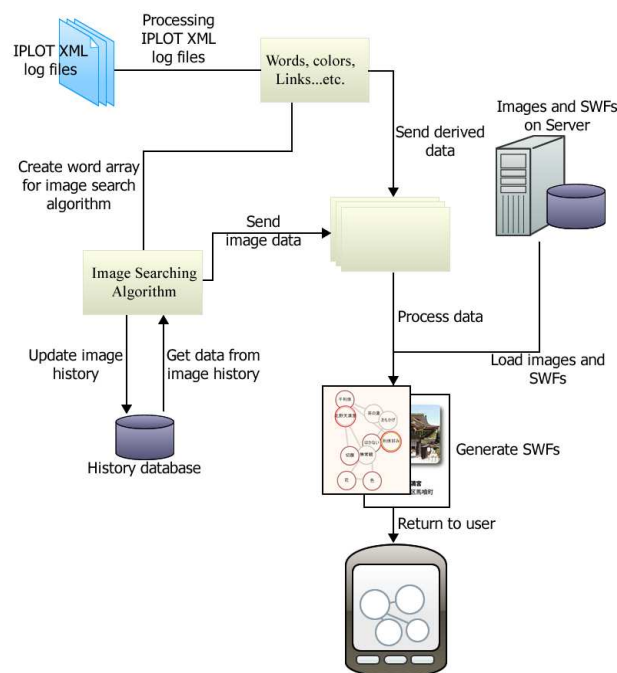 IPLOT XML
log files
Processing
IPLOT XML
log files
Words, colors,
Links...etc.
Images and SWFs
on Server
Send derived
data
Create word array
for image search
algorithm
Send
image data
Image Searching
Algorithm
Process data
Update image
history
Get data from
image history
Load images and
SWFs
History database
Generate SWFs
Return to user